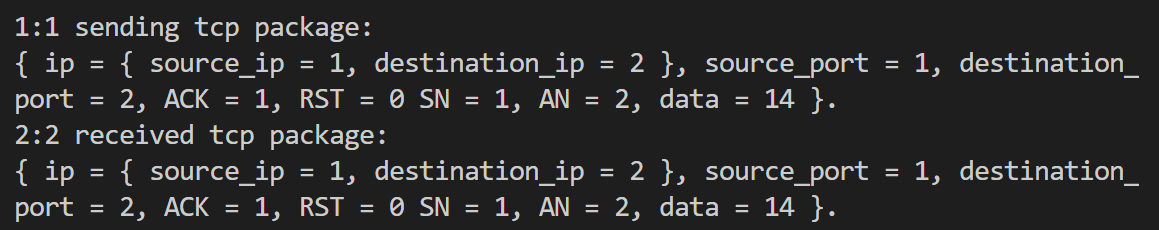 1:1 sending tcp package:
{ ip = { source_ip = 1, destination_ip = 2 }, source_port = 1, destination_
port = 2, ACK = 1, RST = 0 SN = 1, AN = 2, data = 14 }.
2:2 received tcp package:
{ ip = { source_ip = 1, destination_ip = 2 }, source_port = 1, destination_
port = 2, ACK = 1, RST = 0 SN = 1, AN = 2, data = 14 }.